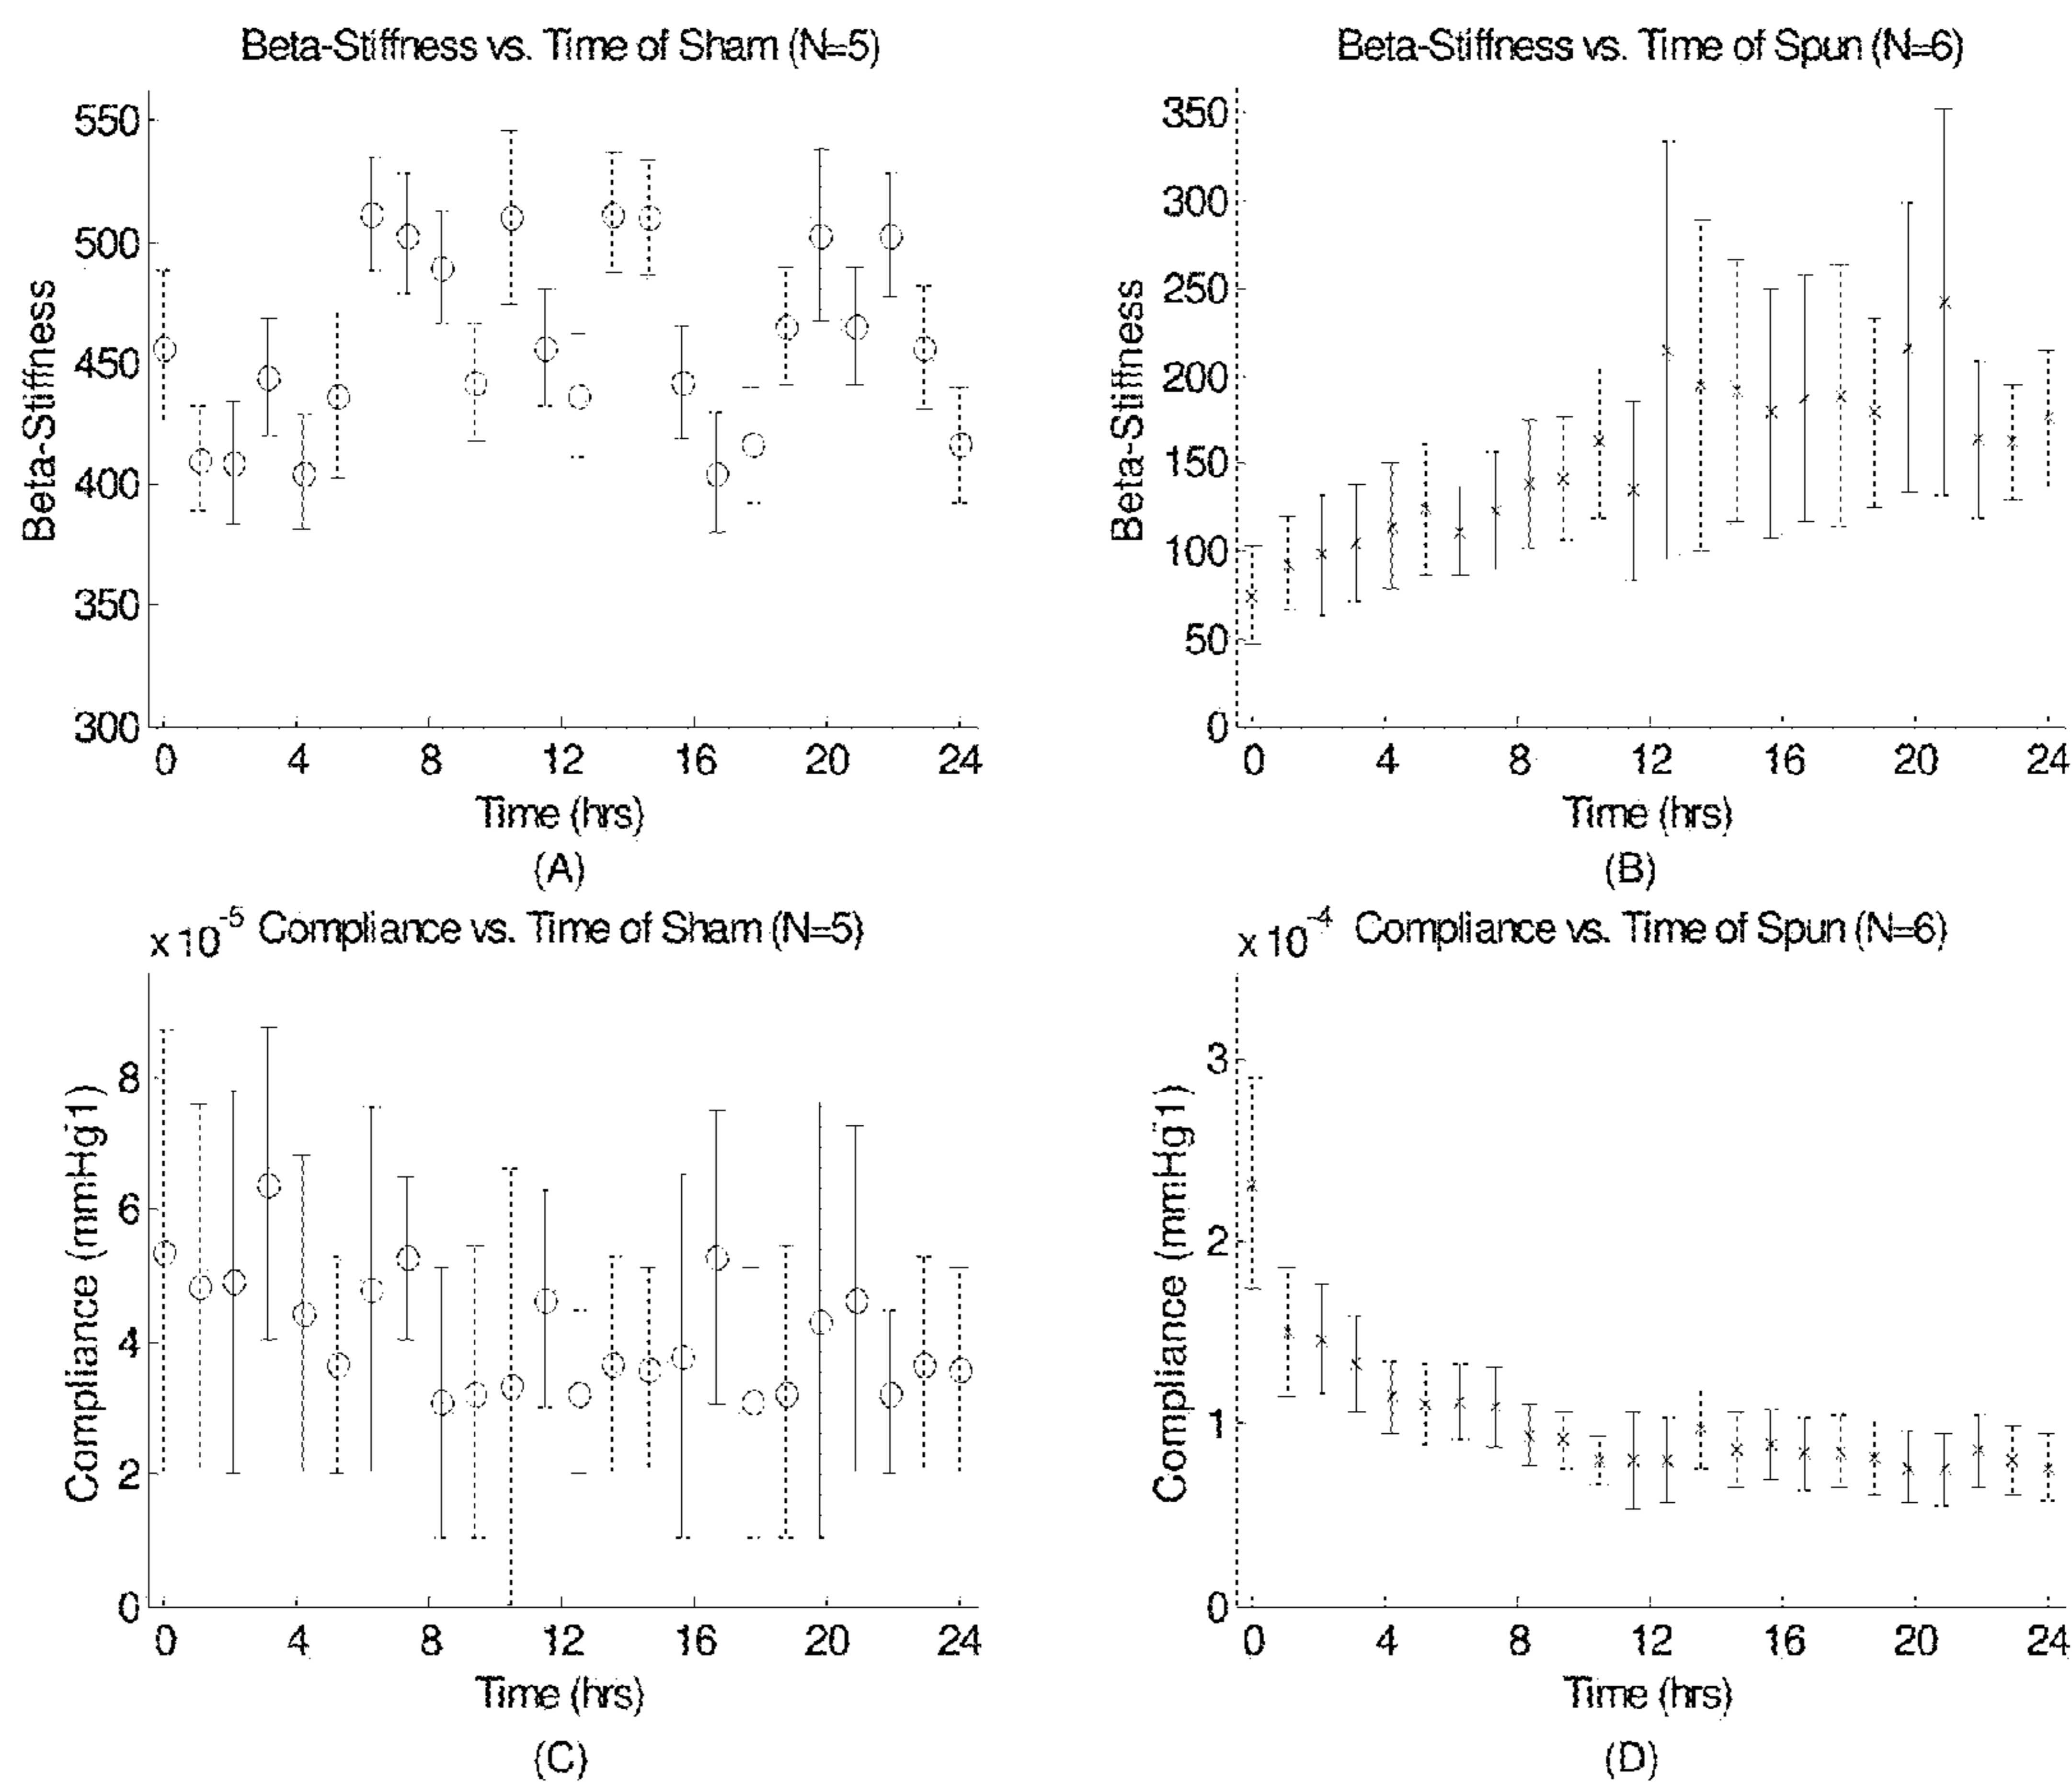 Beta-Stiffness vs. Time of Sham (N=5)
550
500
450
400
350
300
Beta-Stiffness
0 4 8 12 16 20 24
Time (hrs)
(A)
Beta-Stiffness vs. Time of Spun (N=6)
350
300
250
200
150
100
50
0
Beta-Stiffness
0 4 8 12 16 20 24
Time (hrs)
(B)
x 10-5 Compliance vs. Time of Sham (N=5)
8
6
4
2
0
Compliance (mmHg-1)
0 4 8 12 16 20 24
Time (hrs)
(C)
x 10-4 Compliance vs. Time of Spun (N=6)
3
2
1
0
Compliance (mmHg-1)
0 4 8 12 16 20 24
Time (hrs)
(D)